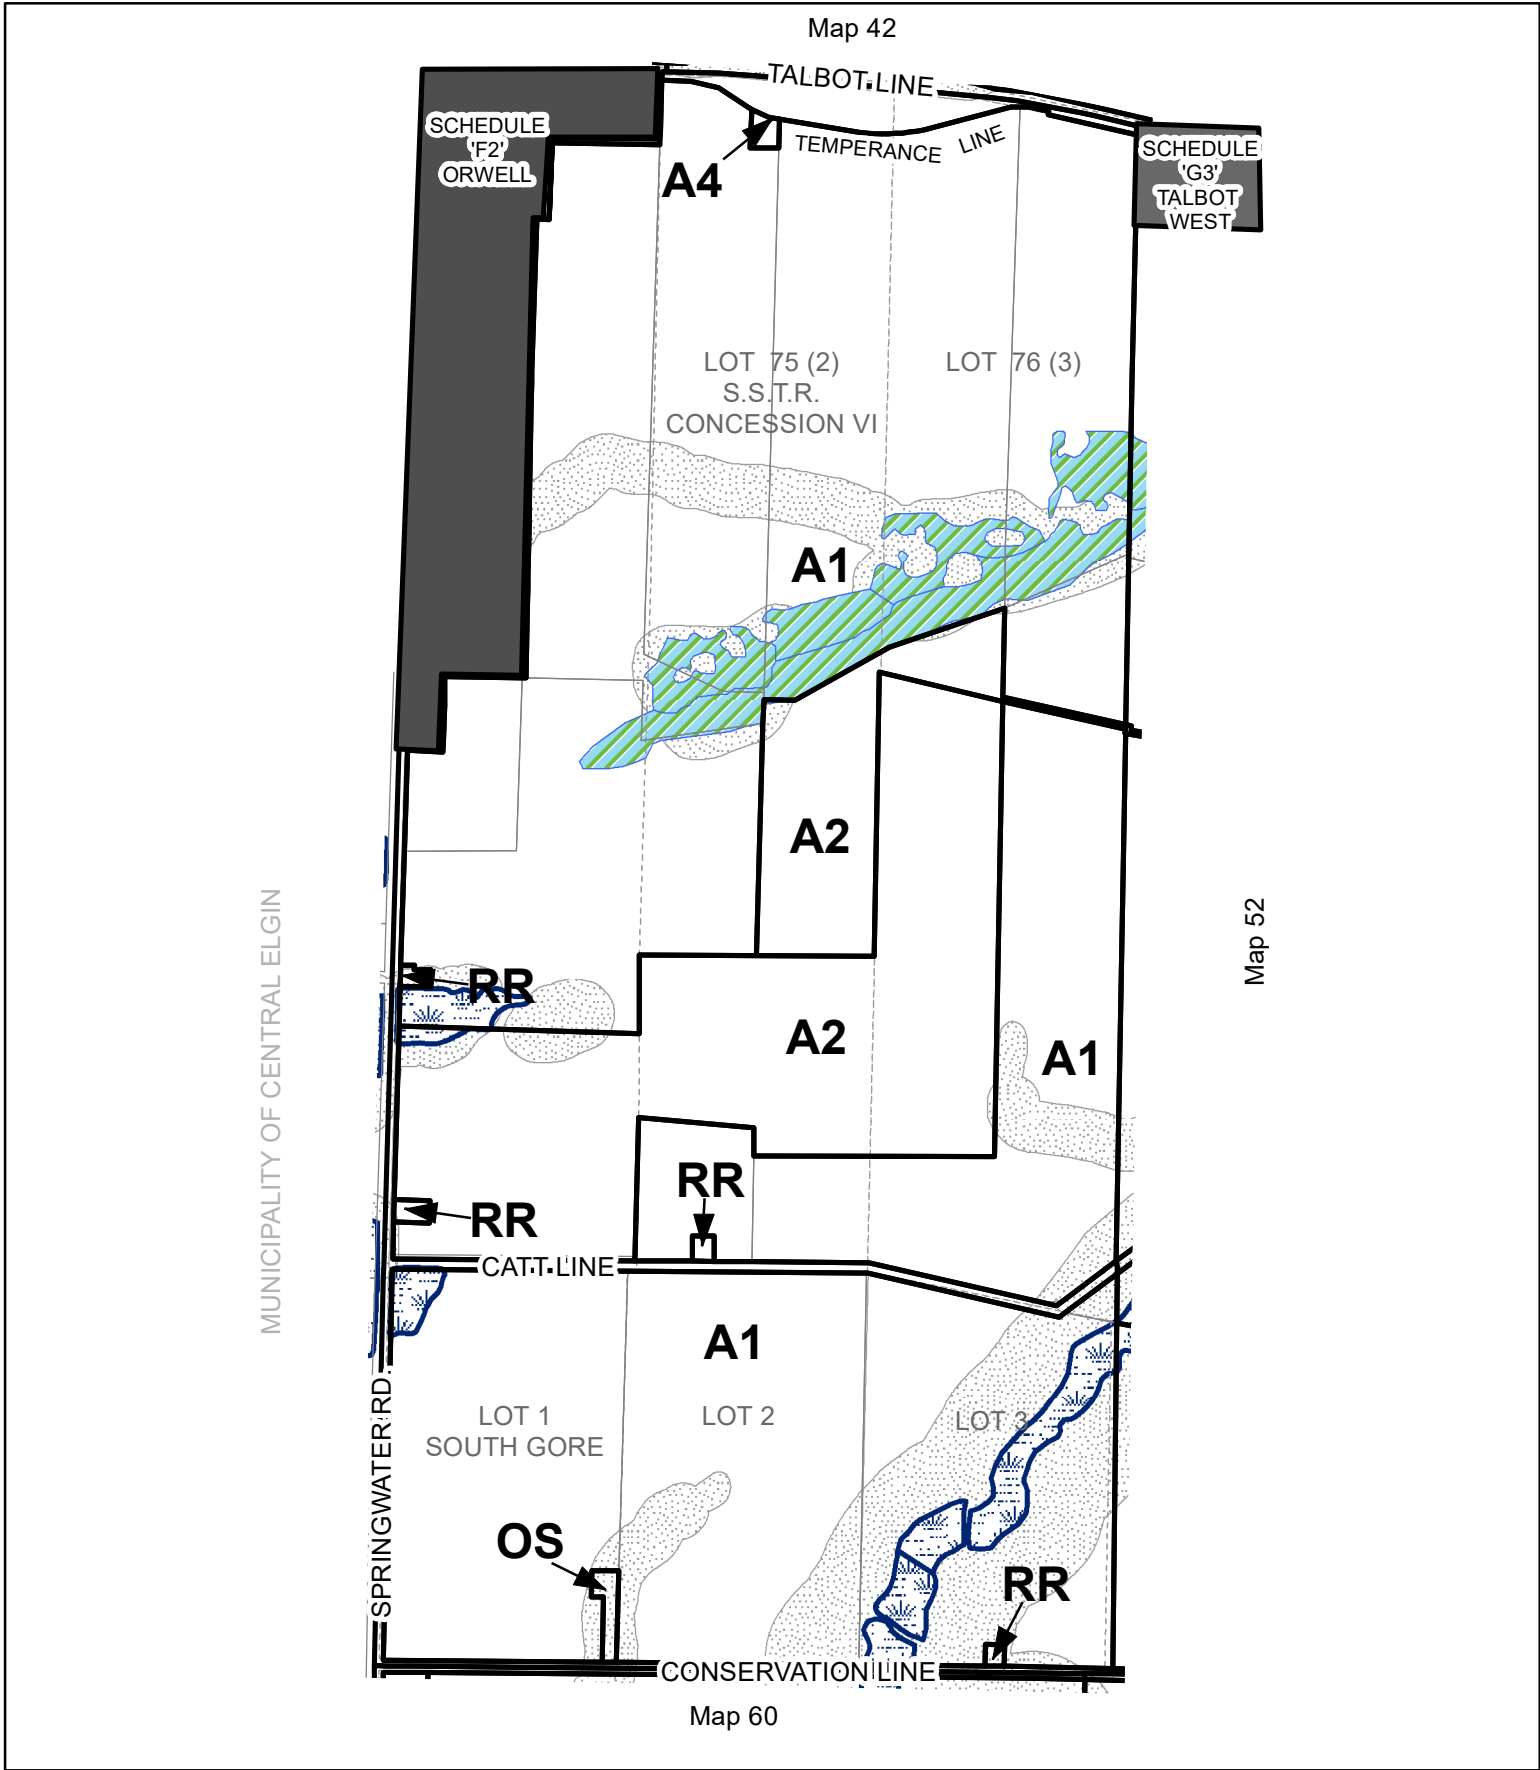 Map 42
TALBOT LINE
SCHEDULE
'F2'
ORWELL
TEMPERANCE LINE
SCHEDULE
'G3'
TALBOT
WEST
A4
LOT 75 (2)
S.S.T.R.
CONCESSION VI
LOT 76 (3)
A1
A2
MUNICIPALITY OF CENTRAL ELGIN
Map 52
RR
A2
A1
RR
RR
CATT LINE
A1
LOT 1
SOUTH GORE
LOT 2
LOT 3
SPRINGWATER RD.
OS
RR
CONSERVATION LINE
Map 60